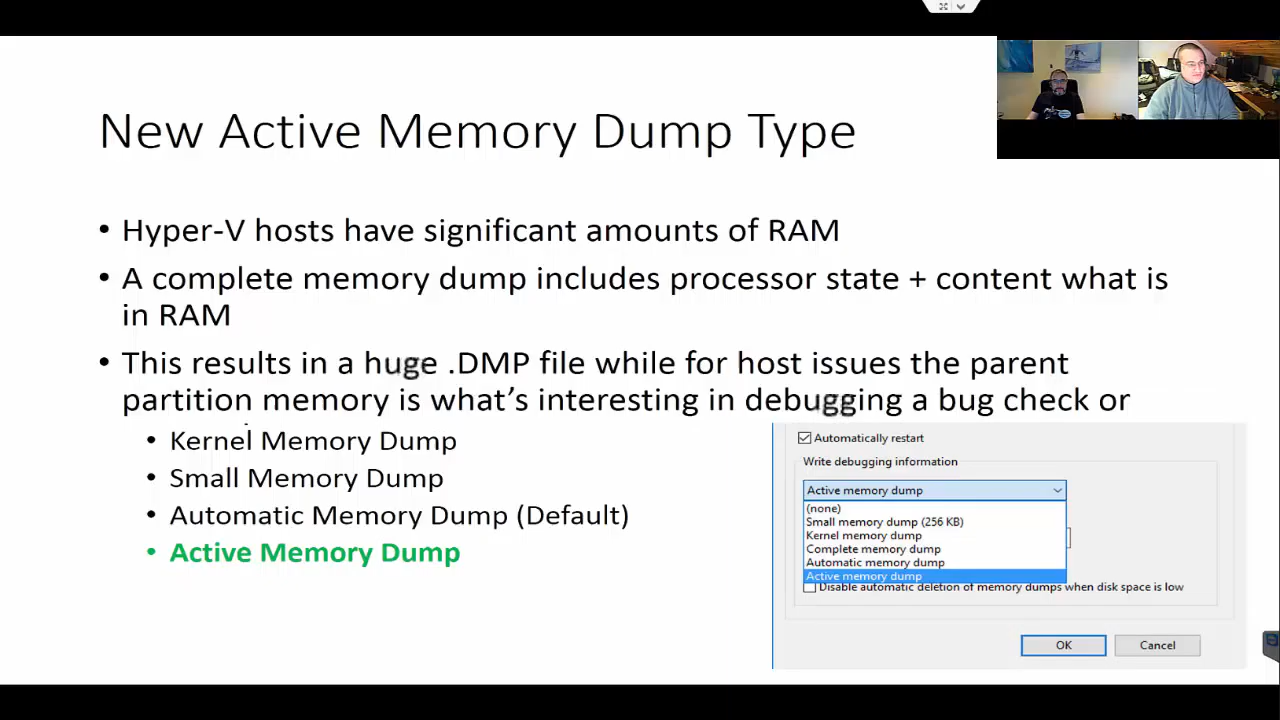 New Active Memory Dump Type
• Hyper-V hosts have significant amounts of RAM
• A complete memory dump includes processor state + content what is
in RAM
• This results in a huge .DMP file while for host issues the parent
partition memory is what's interesting in debugging a bug check or
• Kernel Memory Dump
• Small Memory Dump
• Automatic Memory Dump (Default)
• Active Memory Dump
Automatically restart
Write debugging information
Active memory dump
(none)
Small memory dump (256 KB)
Kernel memory dump
Complete memory dump
Automatic memory dump
Active memory dump
Disable automatic deletion of memory dumps when disk space is low
OK
Cancel